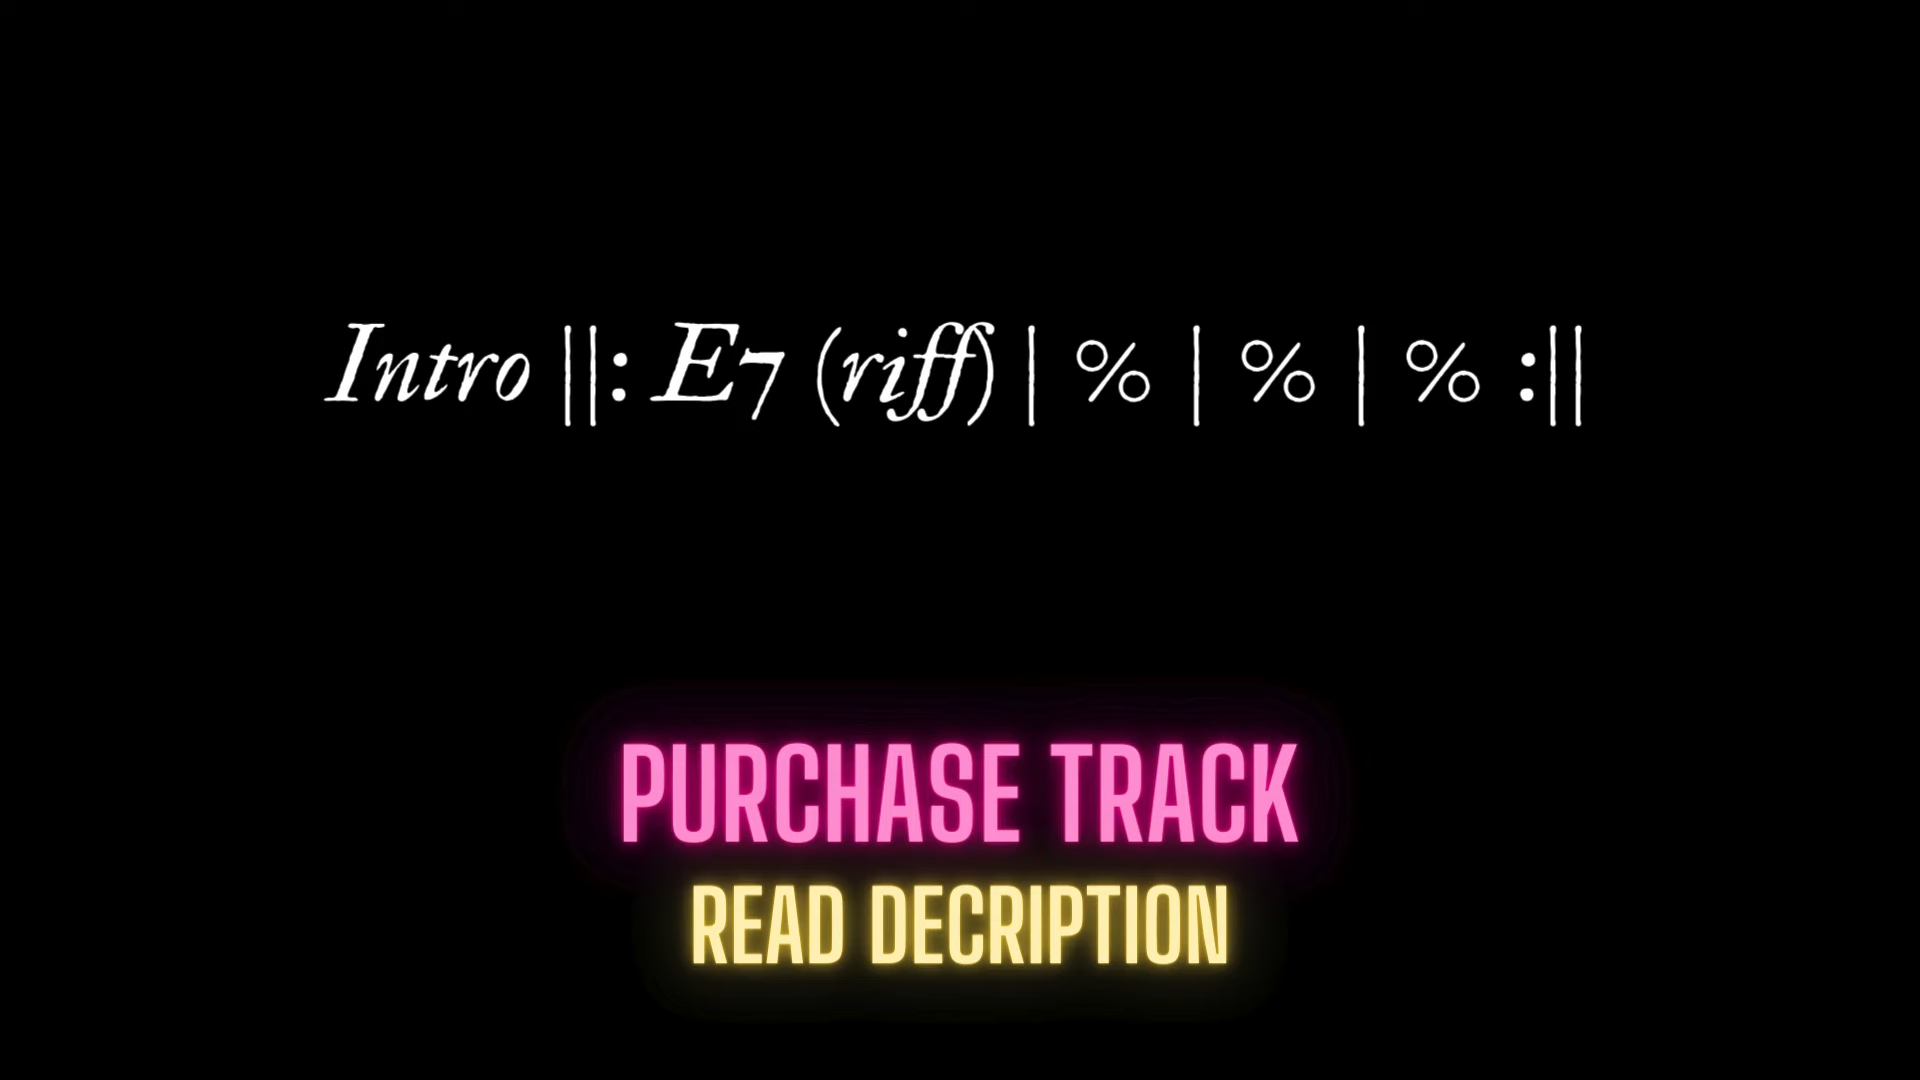 Intro ||: E7 (riff) | % | % | % :||
PURCHASE TRACK
READ DECRIPTION